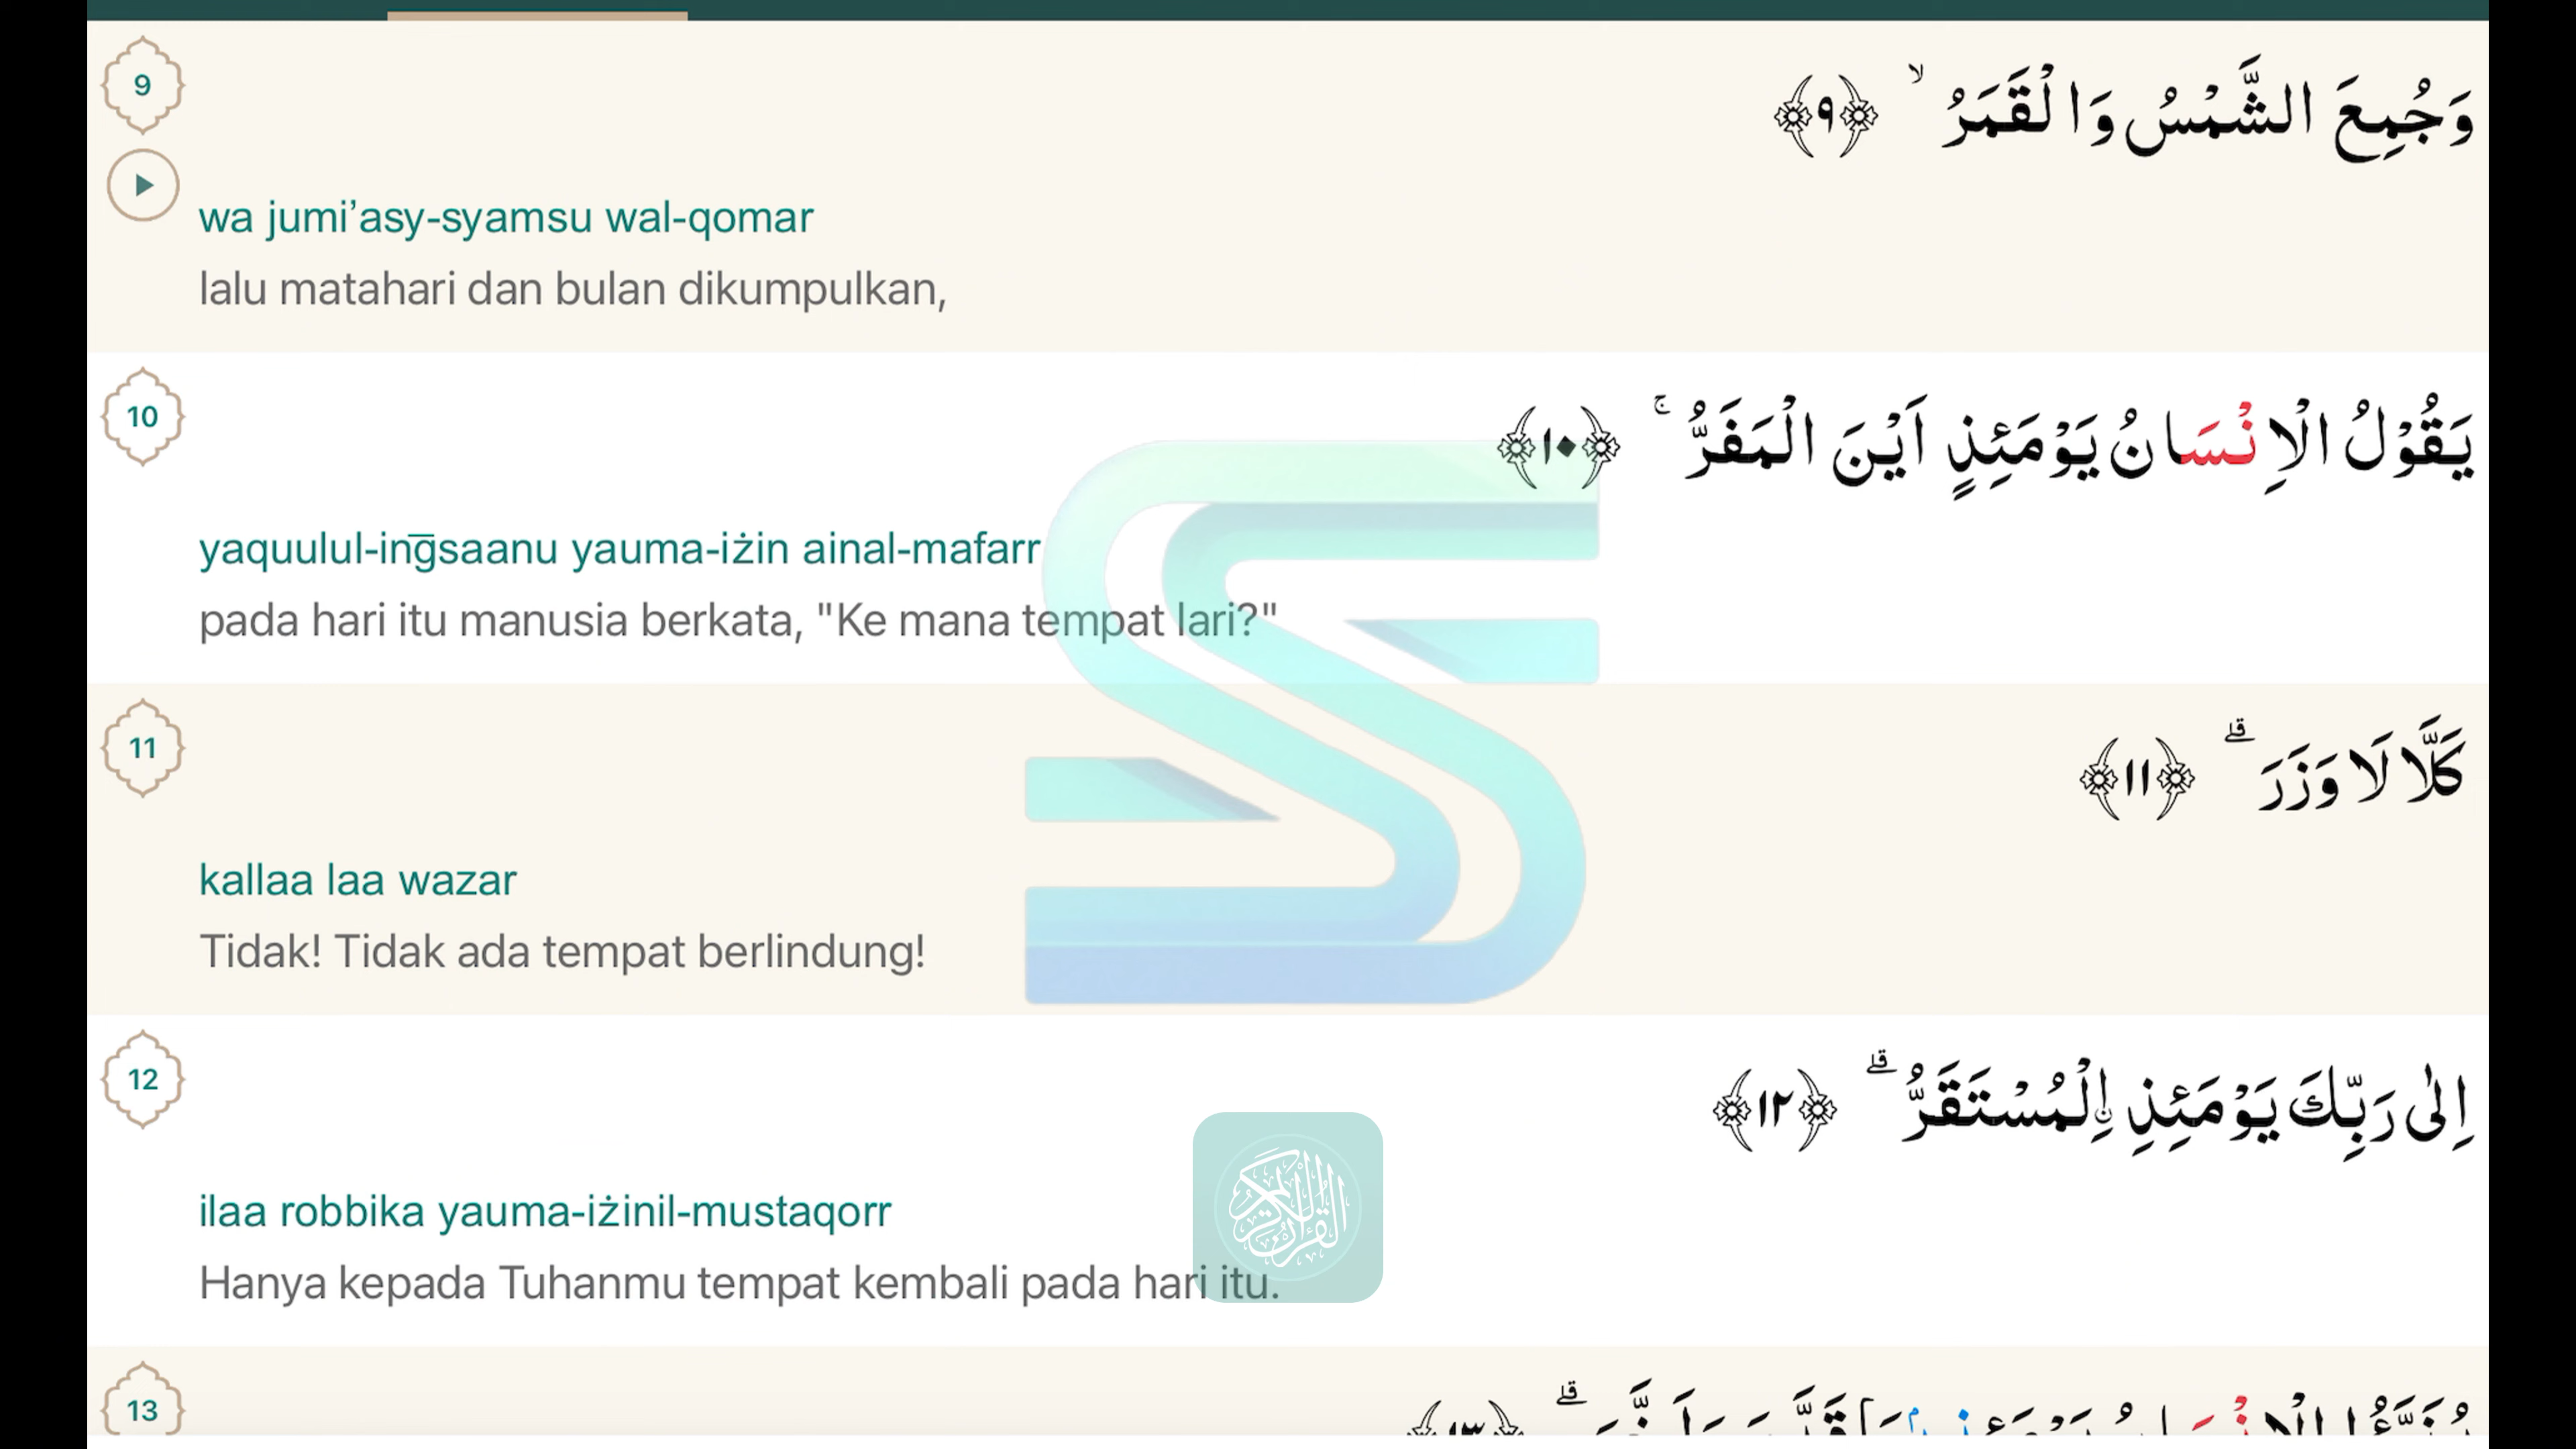 9
وَجُمِعَ الشَّمْسُ وَالْقَمَرُ ۙ ﴿٩﴾
wa jumi’asy-syamsu wal-qomar
lalu matahari dan bulan dikumpulkan,
10
يَقُوْلُ الْاِنْسَانُ يَوْمَئِذٍ اَيْنَ الْمَفَرُّ ۚ ﴿١٠﴾
yaquulul-ing̅saanu yauma-iżin ainal-mafarr
pada hari itu manusia berkata, "Ke mana tempat lari?"
11
كَلَّا لَا وَزَرَ ۗ ﴿١١﴾
kallaa laa wazar
Tidak! Tidak ada tempat berlindung!
12
اِلٰى رَبِّكَ يَوْمَئِذِ ِۨالْمُسْتَقَرُّ ۗ ﴿١٢﴾
ilaa robbika yauma-iżinil-mustaqorr
Hanya kepada Tuhanmu tempat kembali pada hari itu.
13